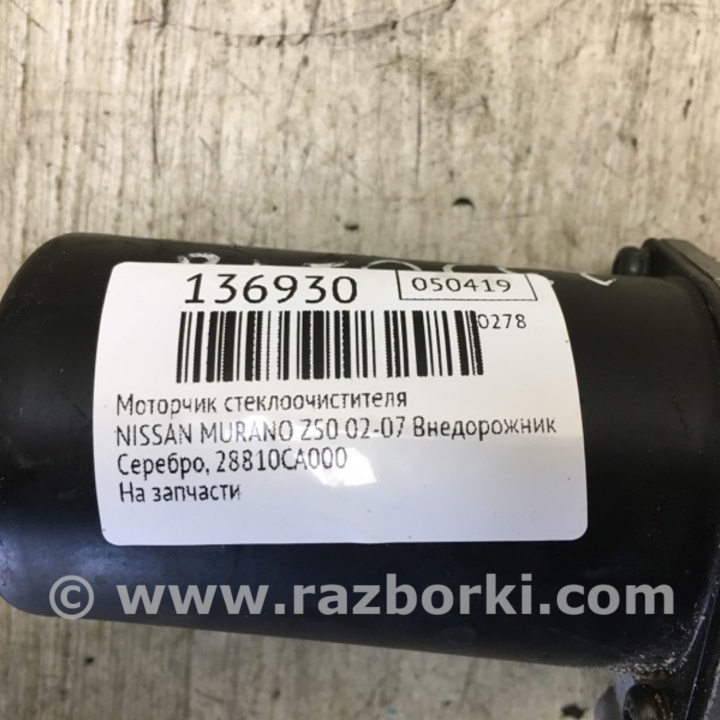 136930
050419
0278
Моторчик стеклоочистителя
NISSAN MURANO Z50 02-07 Внедорожник
Серебро, 28810CA000
На запчасти
© www.razborki.com